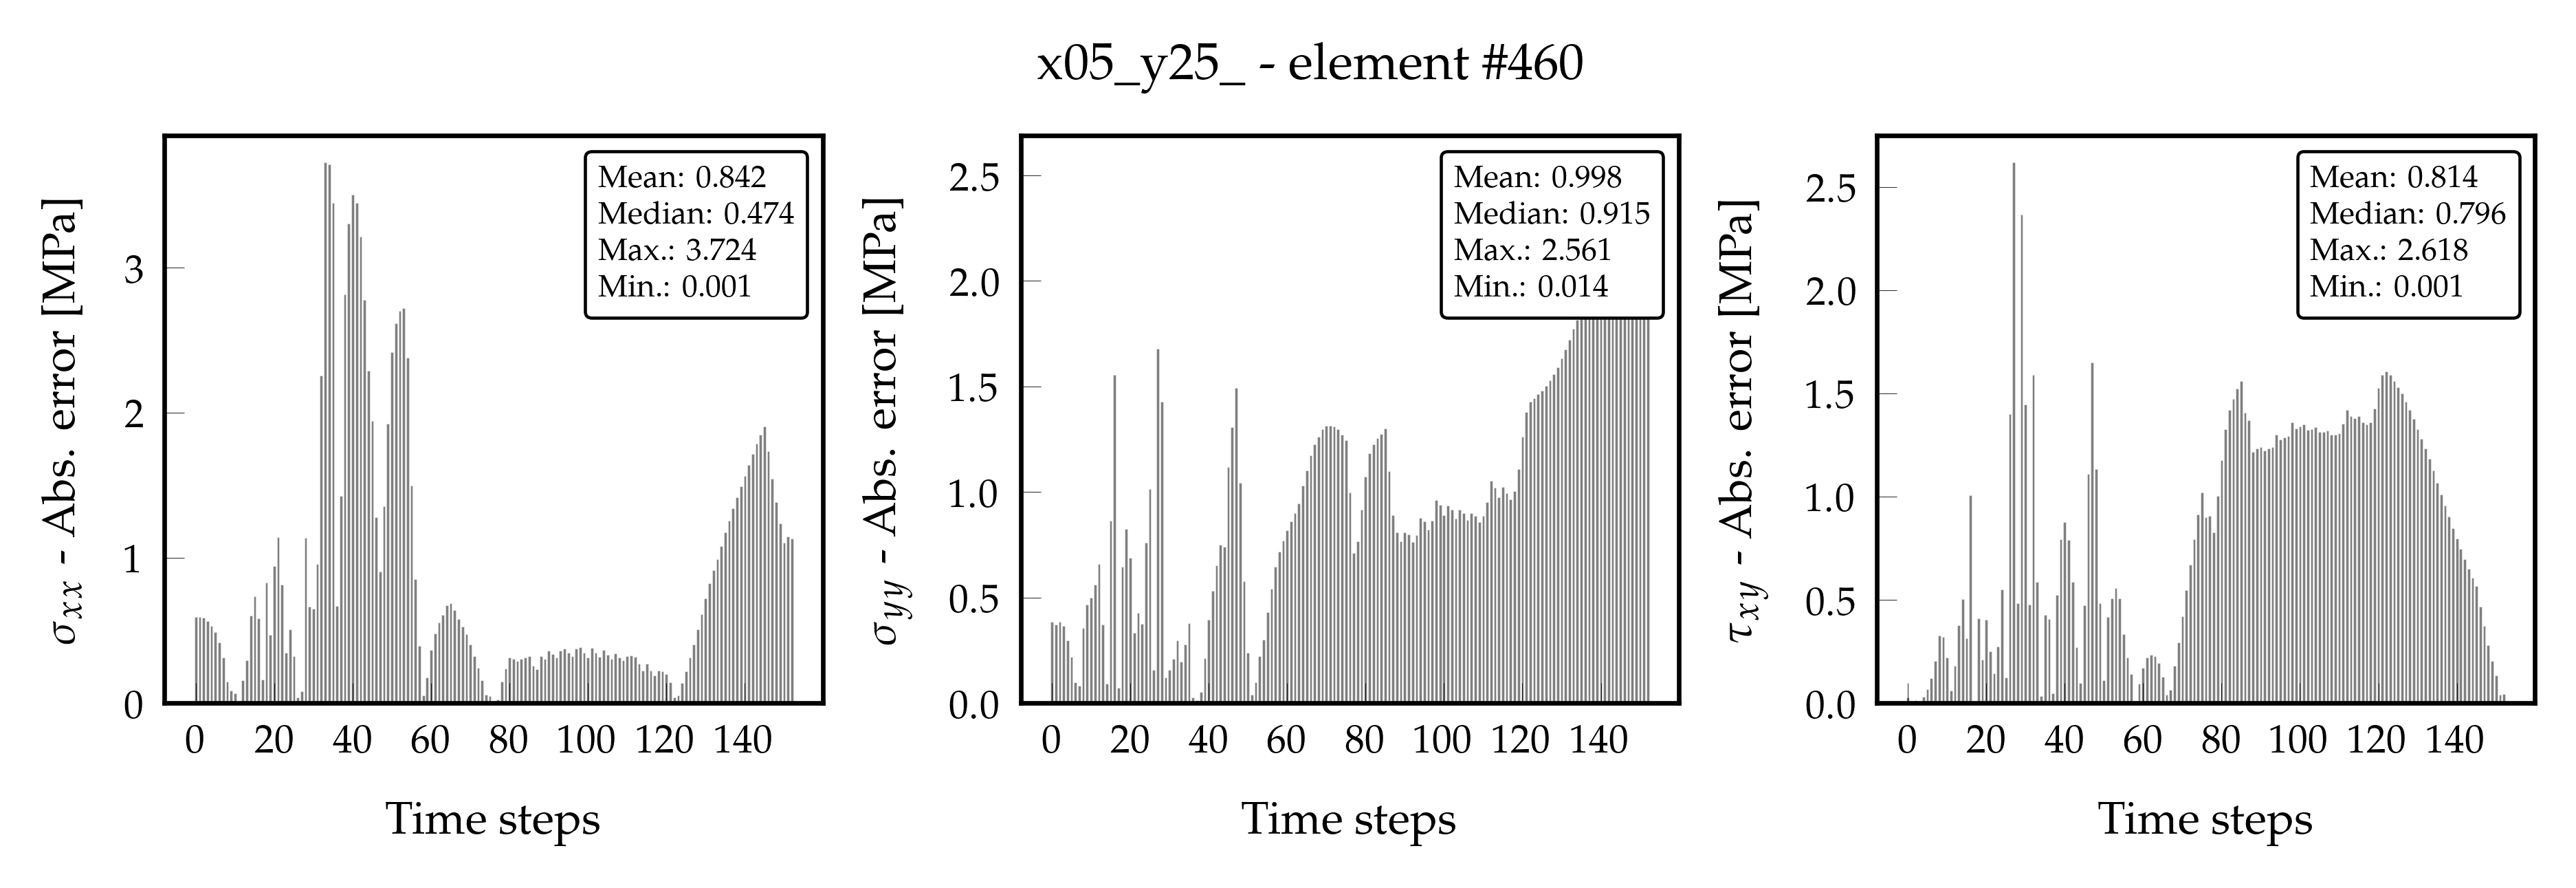 x05_y25_ - element #460
σxx - Abs. error [MPa]
3
2
1
0
Mean: 0.842
Median: 0.474
Max.: 3.724
Min.: 0.001
0 20 40 60 80 100 120 140
Time steps
σyy - Abs. error [MPa]
2.5
2.0
1.5
1.0
0.5
0.0
Mean: 0.998
Median: 0.915
Max.: 2.561
Min.: 0.014
0 20 40 60 80 100 120 140
Time steps
τxy - Abs. error [MPa]
2.5
2.0
1.5
1.0
0.5
0.0
Mean: 0.814
Median: 0.796
Max.: 2.618
Min.: 0.001
0 20 40 60 80 100 120 140
Time steps